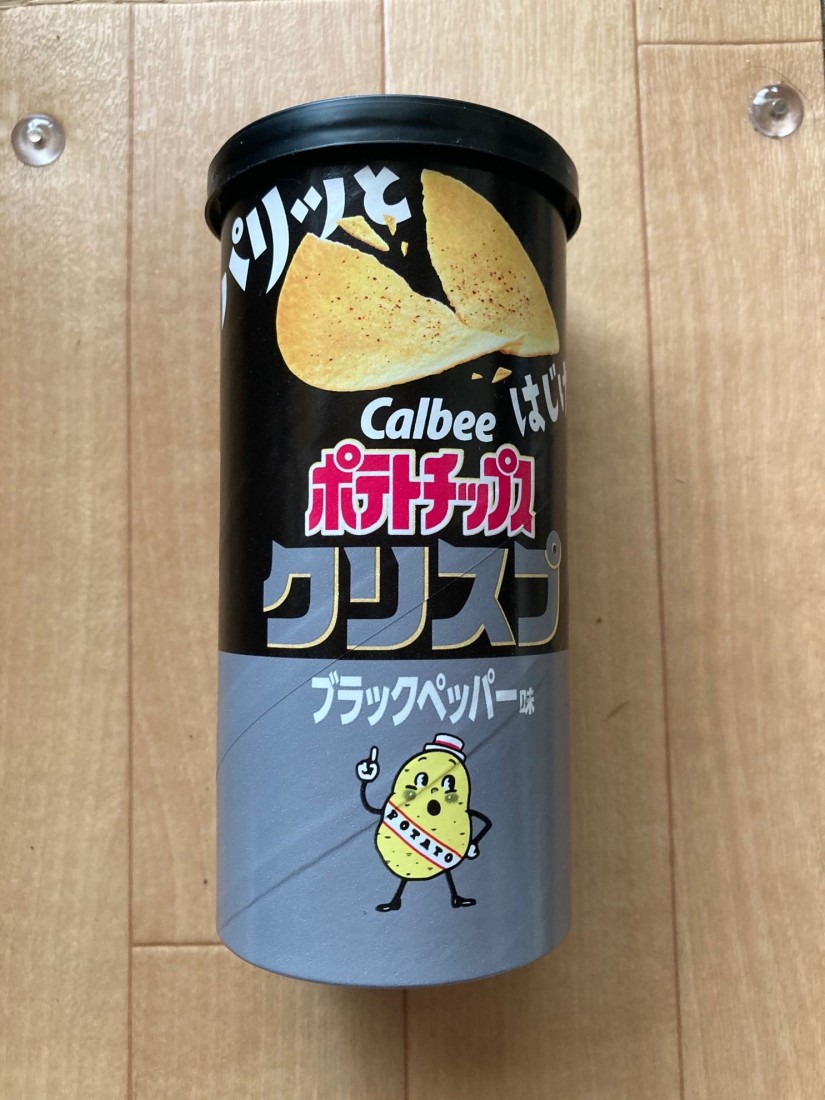 パリッと
はじけ
Calbee
ポテトチップス
クリスプ
ブラックペッパー味
POTATO